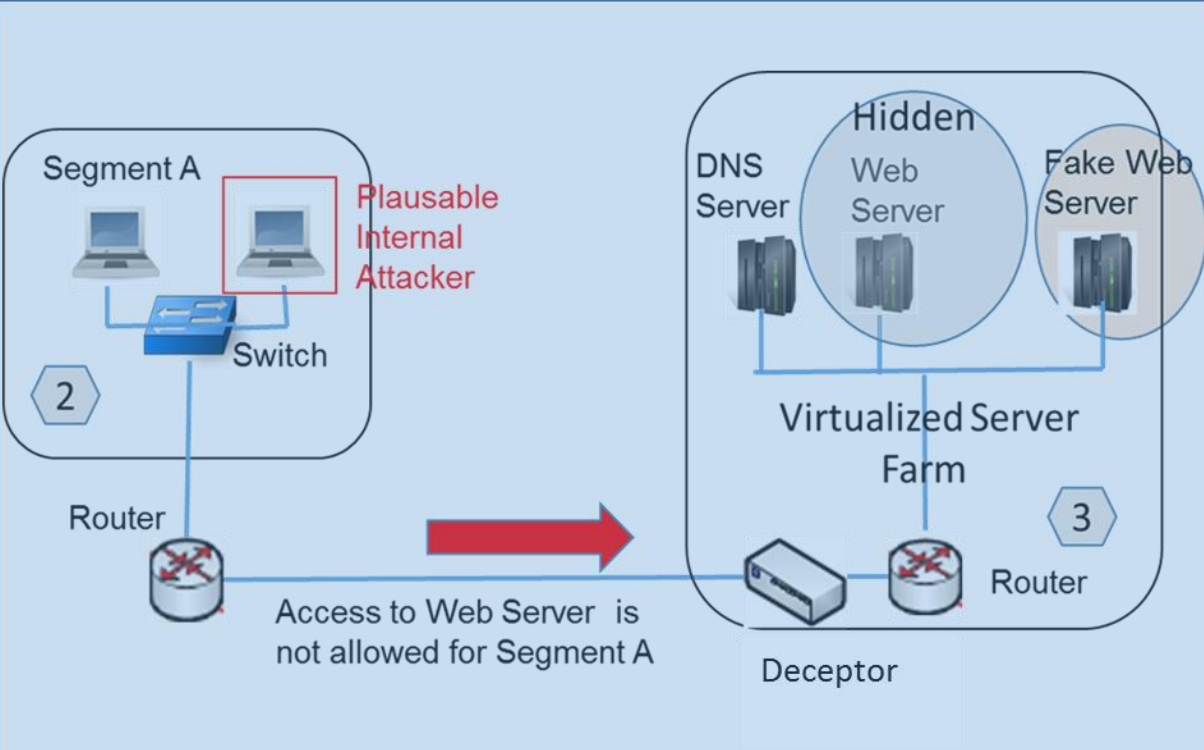 Segment A
Plausable
Internal
Attacker
Switch
2
Router
Access to Web Server is
not allowed for Segment A
Hidden
DNS
Server
Web
Server
Fake Web
Server
Virtualized Server
Farm
3
Router
Deceptor